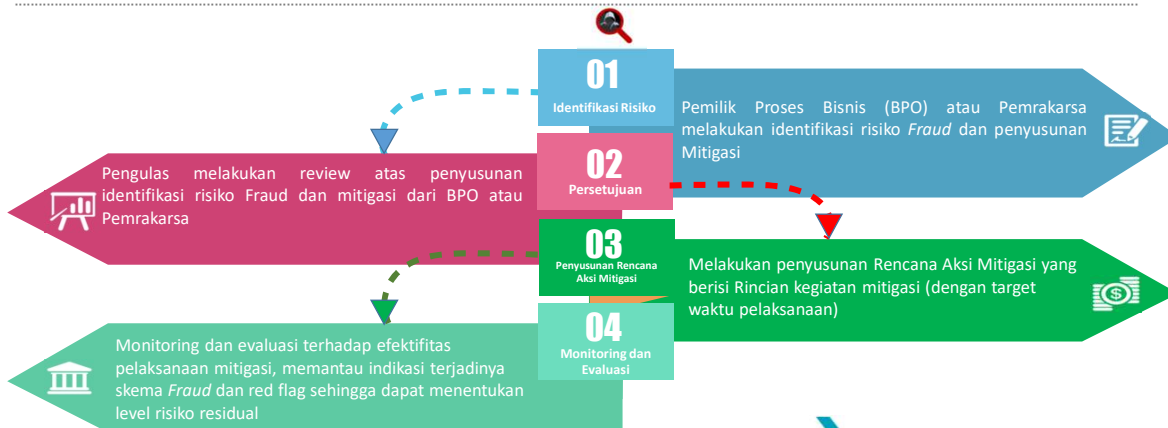 01
Identifikasi Risiko
Pemilik Proses Bisnis (BPO) atau Pemrakarsa
melakukan identifikasi risiko Fraud dan penyusunan
Mitigasi
02
Persetujuan
Pengulas melakukan review atas penyusunan
identifikasi risiko Fraud dan mitigasi dari BPO atau
Pemrakarsa
03
Penyusunan Rencana
Aksi Mitigasi
Melakukan penyusunan Rencana Aksi Mitigasi yang
berisi Rincian kegiatan mitigasi (dengan target
waktu pelaksanaan)
04
Monitoring dan
Evaluasi
Monitoring dan evaluasi terhadap efektifitas
pelaksanaan mitigasi, memantau indikasi terjadinya
skema Fraud dan red flag sehingga dapat menentukan
level risiko residual